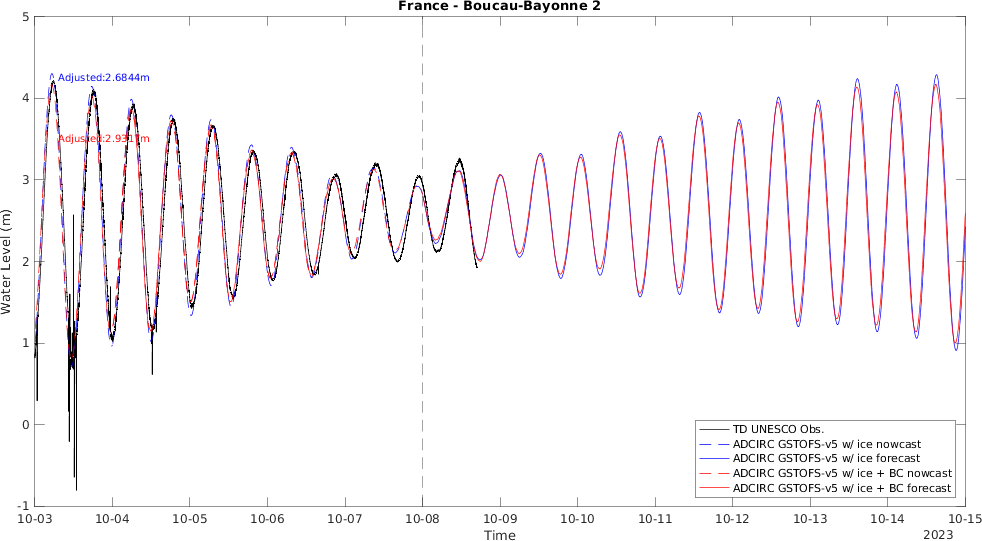 France - Boucau-Bayonne 2
5
4
3
2
1
0
-1
Water Level (m)
Adjusted:2.6844m
Adjusted:2.9311m
TD UNESCO Obs.
ADCIRC GSTOFS-v5 w/ ice nowcast
ADCIRC GSTOFS-v5 w/ ice forecast
ADCIRC GSTOFS-v5 w/ ice + BC nowcast
ADCIRC GSTOFS-v5 w/ ice + BC forecast
10-03 10-04 10-05 10-06 10-07 10-08 10-09 10-10 10-11 10-12 10-13 10-14 10-15
Time
2023